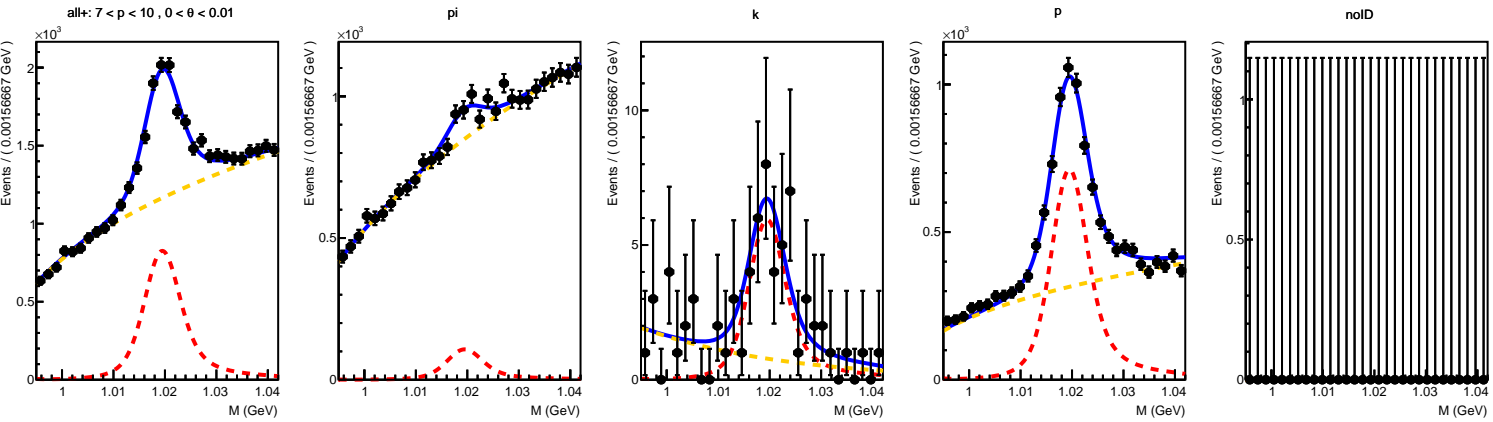 all+: 7 < p < 10 , 0 < θ < 0.01
×10³
Events / ( 0.00156667 GeV )
2
1.5
1
0.5
0
1 1.01 1.02 1.03 1.04
M (GeV)
pi
×10³
Events / ( 0.00156667 GeV )
1
0.5
0
1 1.01 1.02 1.03 1.04
M (GeV)
k
Events / ( 0.00156667 GeV )
10
5
0
1 1.01 1.02 1.03 1.04
M (GeV)
p
×10³
Events / ( 0.00156667 GeV )
1
0.5
0
1 1.01 1.02 1.03 1.04
M (GeV)
noID
Events / ( 0.00156667 GeV )
1
0.5
0
1 1.01 1.02 1.03 1.04
M (GeV)